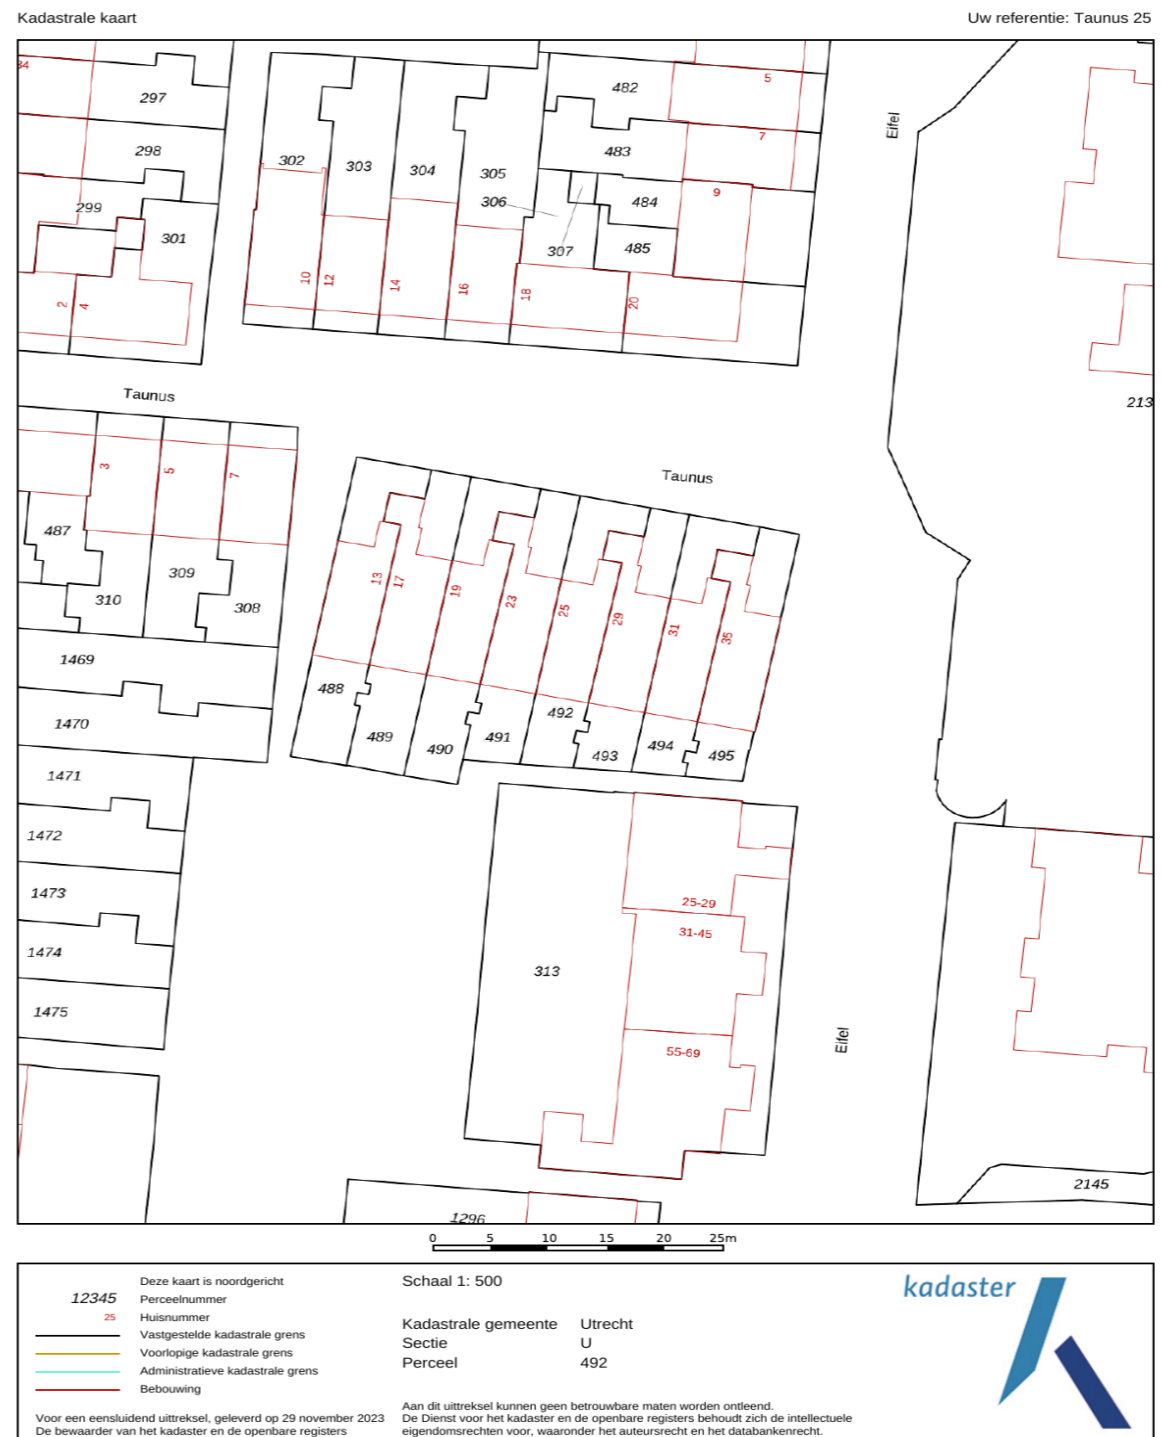 Kadastrale kaart
Uw referentie: Taunus 25
34
297
298
299
301
2
4
302
303
304
305
306
307
482
483
484
485
5
7
9
10
12
14
16
18
20
Eifel
213
Taunus
3
5
7
487
309
310
308
Taunus
13
17
19
23
25
29
31
35
488
489
490
491
492
493
494
495
1469
1470
1471
1472
1473
1474
1475
313
25-29
31-45
55-69
Eifel
2145
1296
0 5 10 15 20 25m
Deze kaart is noordgericht
12345 Perceelnummer
25 Huisnummer
Vastgestelde kadastrale grens
Voorlopige kadastrale grens
Administratieve kadastrale grens
Bebouwing
Voor een eensluidend uittreksel, geleverd op 29 november 2023
De bewaarder van het kadaster en de openbare registers
Schaal 1: 500
Kadastrale gemeente Utrecht
Sectie U
Perceel 492
Aan dit uittreksel kunnen geen betrouwbare maten worden ontleend.
De Dienst voor het kadaster en de openbare registers behoudt zich de intellectuele
eigendomsrechten voor, waaronder het auteursrecht en het databankenrecht.
kadaster